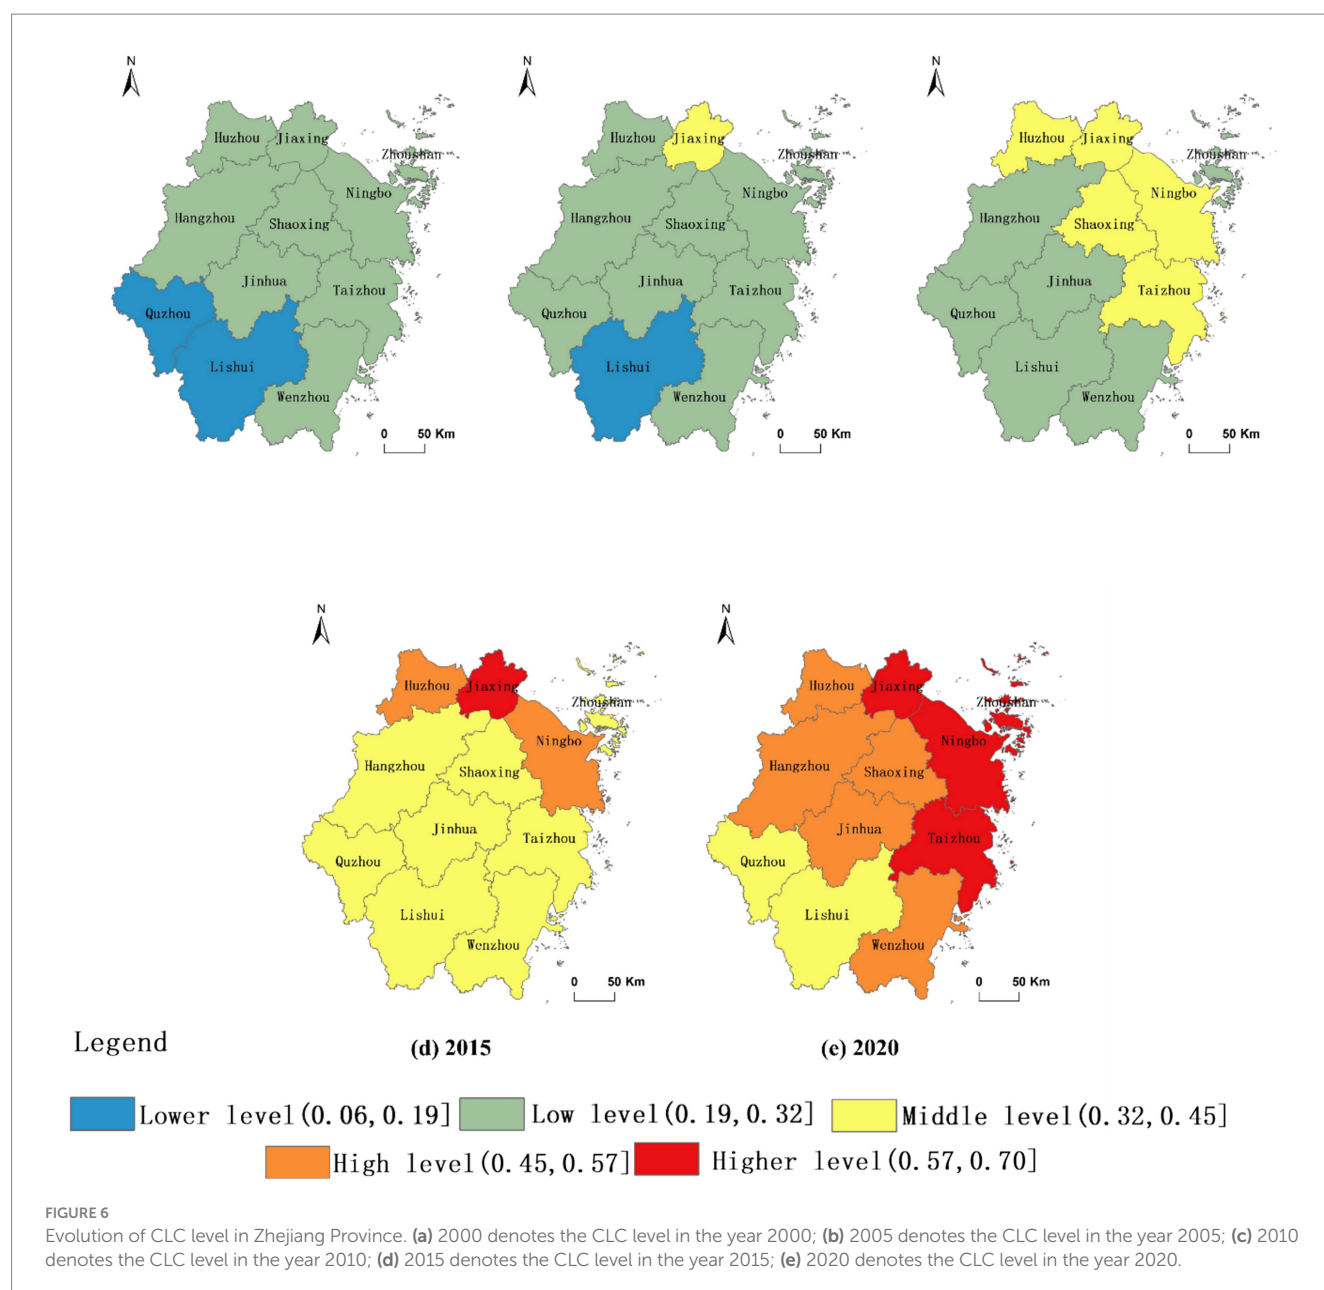 N
N
N
Huzhou
Jiaxing
Zhoushan
Ningbo
Hangzhou
Shaoxing
Jinhua
Taizhou
Quzhou
Lishui
Wenzhou
0 50 Km
Huzhou
Jiaxing
Zhoushan
Ningbo
Hangzhou
Shaoxing
Jinhua
Taizhou
Quzhou
Lishui
Wenzhou
0 50 Km
Huzhou
Jiaxing
Zhoushan
Ningbo
Hangzhou
Shaoxing
Jinhua
Taizhou
Quzhou
Lishui
Wenzhou
0 50 Km
N
N
Huzhou
Jiaxing
Zhoushan
Ningbo
Hangzhou
Shaoxing
Jinhua
Taizhou
Quzhou
Lishui
Wenzhou
0 50 Km
Huzhou
Jiaxing
Zhoushan
Ningbo
Hangzhou
Shaoxing
Jinhua
Taizhou
Quzhou
Lishui
Wenzhou
0 50 Km
Legend
(d) 2015
(e) 2020
Lower level(0.06,0.19]
Low level(0.19,0.32]
Middle level(0.32,0.45]
High level(0.45,0.57]
Higher level(0.57,0.70]
FIGURE 6
Evolution of CLC level in Zhejiang Province. (a) 2000 denotes the CLC level in the year 2000; (b) 2005 denotes the CLC level in the year 2005; (c) 2010
denotes the CLC level in the year 2010; (d) 2015 denotes the CLC level in the year 2015; (e) 2020 denotes the CLC level in the year 2020.